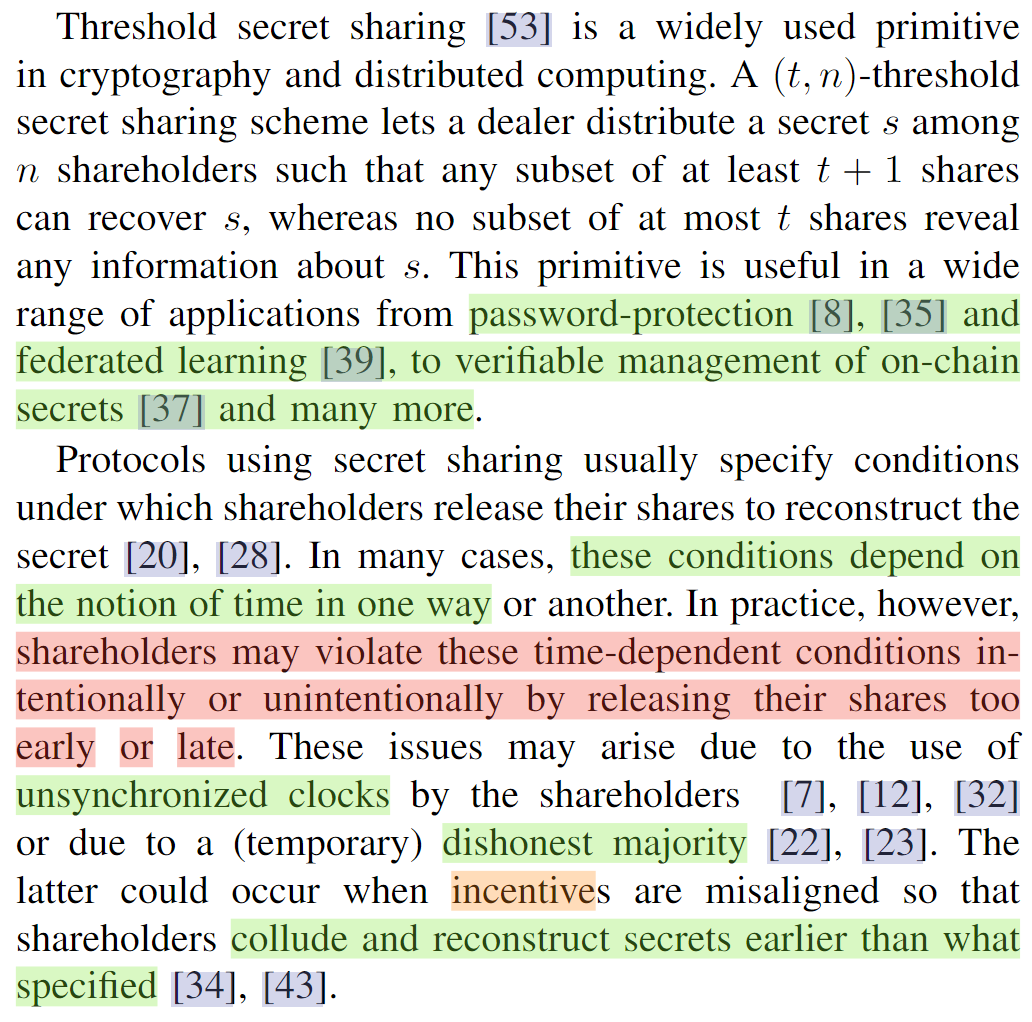 Threshold secret sharing [53] is a widely used primitive
in cryptography and distributed computing. A (t, n)-threshold
secret sharing scheme lets a dealer distribute a secret s among
n shareholders such that any subset of at least t + 1 shares
can recover s, whereas no subset of at most t shares reveal
any information about s. This primitive is useful in a wide
range of applications from password-protection [8], [35] and
federated learning [39], to verifiable management of on-chain
secrets [37] and many more.
Protocols using secret sharing usually specify conditions
under which shareholders release their shares to reconstruct the
secret [20], [28]. In many cases, these conditions depend on
the notion of time in one way or another. In practice, however,
shareholders may violate these time-dependent conditions in-
tentionally or unintentionally by releasing their shares too
early or late. These issues may arise due to the use of
unsynchronized clocks by the shareholders [7], [12], [32]
or due to a (temporary) dishonest majority [22], [23]. The
latter could occur when incentives are misaligned so that
shareholders collude and reconstruct secrets earlier than what
specified [34], [43].